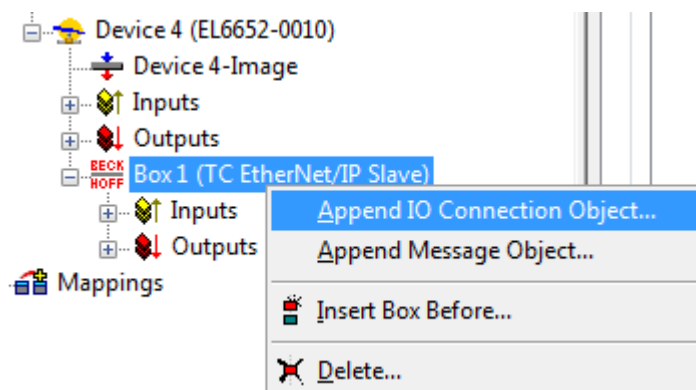 Device 4 (EL6652-0010)
Device 4-Image
Inputs
Outputs
BECK
HOFF
Box 1 (TC EtherNet/IP Slave)
Inputs
Append IO Connection Object...
Outputs
Append Message Object...
Mappings
Insert Box Before...
Delete...